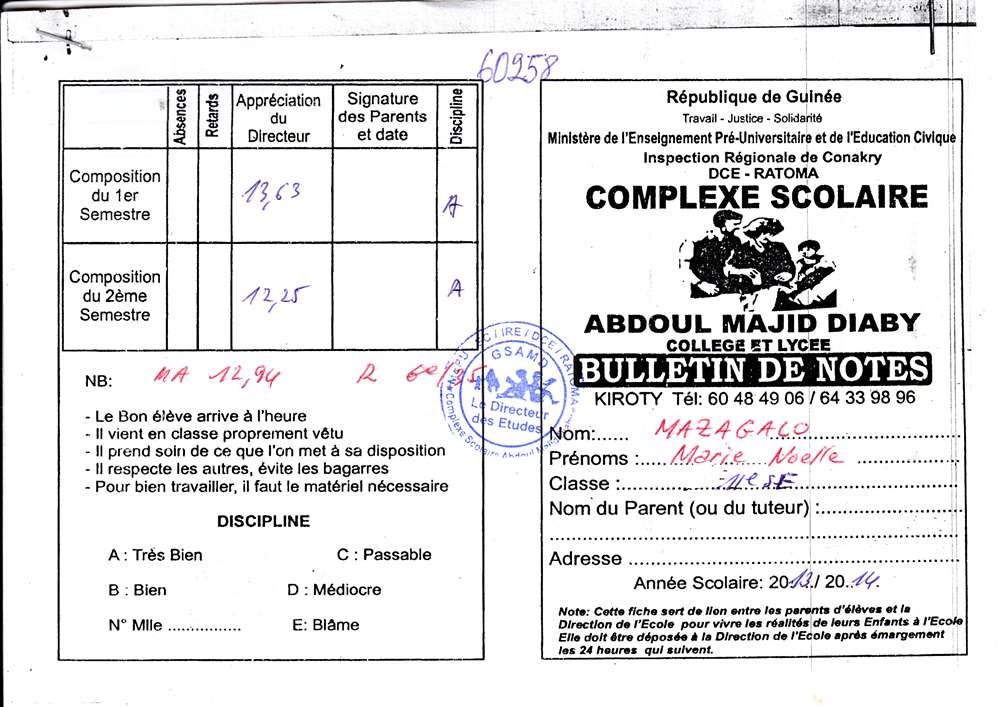 60258
Absences
Retards
Appréciation du Directeur
Signature des Parents et date
Discipline
Composition du 1er Semestre
13,63
A
Composition du 2ème Semestre
12,25
A
NB: MA 12,94 R 6e/
- Le Bon élève arrive à l'heure
- Il vient en classe proprement vêtu
- Il prend soin de ce que l'on met à sa disposition
- Il respecte les autres, évite les bagarres
- Pour bien travailler, il faut le matériel nécessaire
DISCIPLINE
A : Très Bien C : Passable
B : Bien D : Médiocre
N° Mlle ................ E: Blâme
GSAMD
Le Directeur
des Etudes
République de Guinée
Travail - Justice - Solidarité
Ministère de l'Enseignement Pré-Universitaire et de l'Education Civique
Inspection Régionale de Conakry
DCE - RATOMA
COMPLEXE SCOLAIRE
ABDOUL MAJID DIABY
COLLEGE ET LYCEE
BULLETIN DE NOTES
KIROTY Tél: 60 48 49 06 / 64 33 98 96
Nom:...... MAZAGALO
Prénoms :..... Marie Noelle
Classe :............ 11e SE
Nom du Parent (ou du tuteur) :........................
Adresse ........................
Année Scolaire: 2013./ 20.14.
Note: Cette fiche sert de lion entre les parents d'élèves et la
Direction de l'Ecole pour vivre les réalités de leurs Enfants à l'Ecole
Elle doit être déposée à la Direction de l'Ecole après émargement
les 24 heures qui suivent.